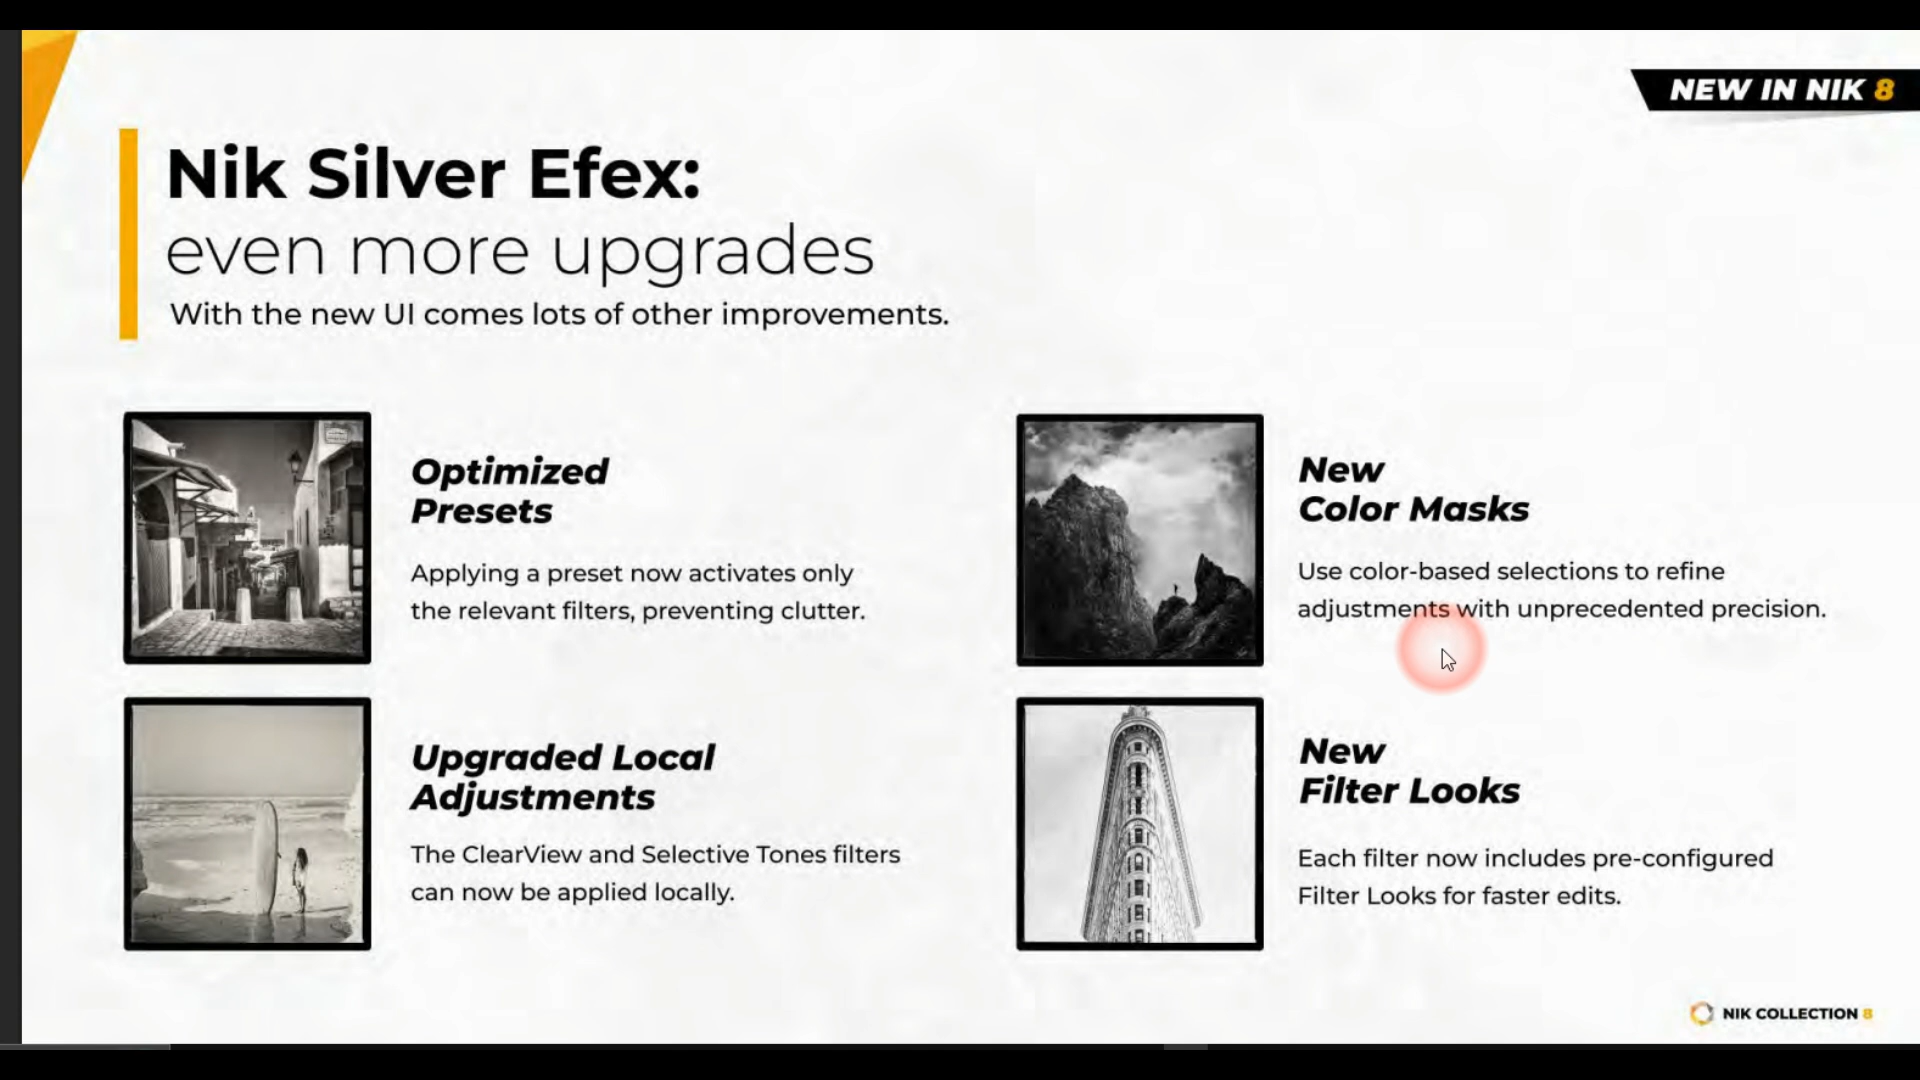 NEW IN NIK 8
Nik Silver Efex:
even more upgrades
With the new UI comes lots of other improvements.
Optimized
Presets
Applying a preset now activates only
the relevant filters, preventing clutter.
New
Color Masks
Use color-based selections to refine
adjustments with unprecedented precision.
Upgraded Local
Adjustments
The ClearView and Selective Tones filters
can now be applied locally.
New
Filter Looks
Each filter now includes pre-configured
Filter Looks for faster edits.
NIK COLLECTION 8